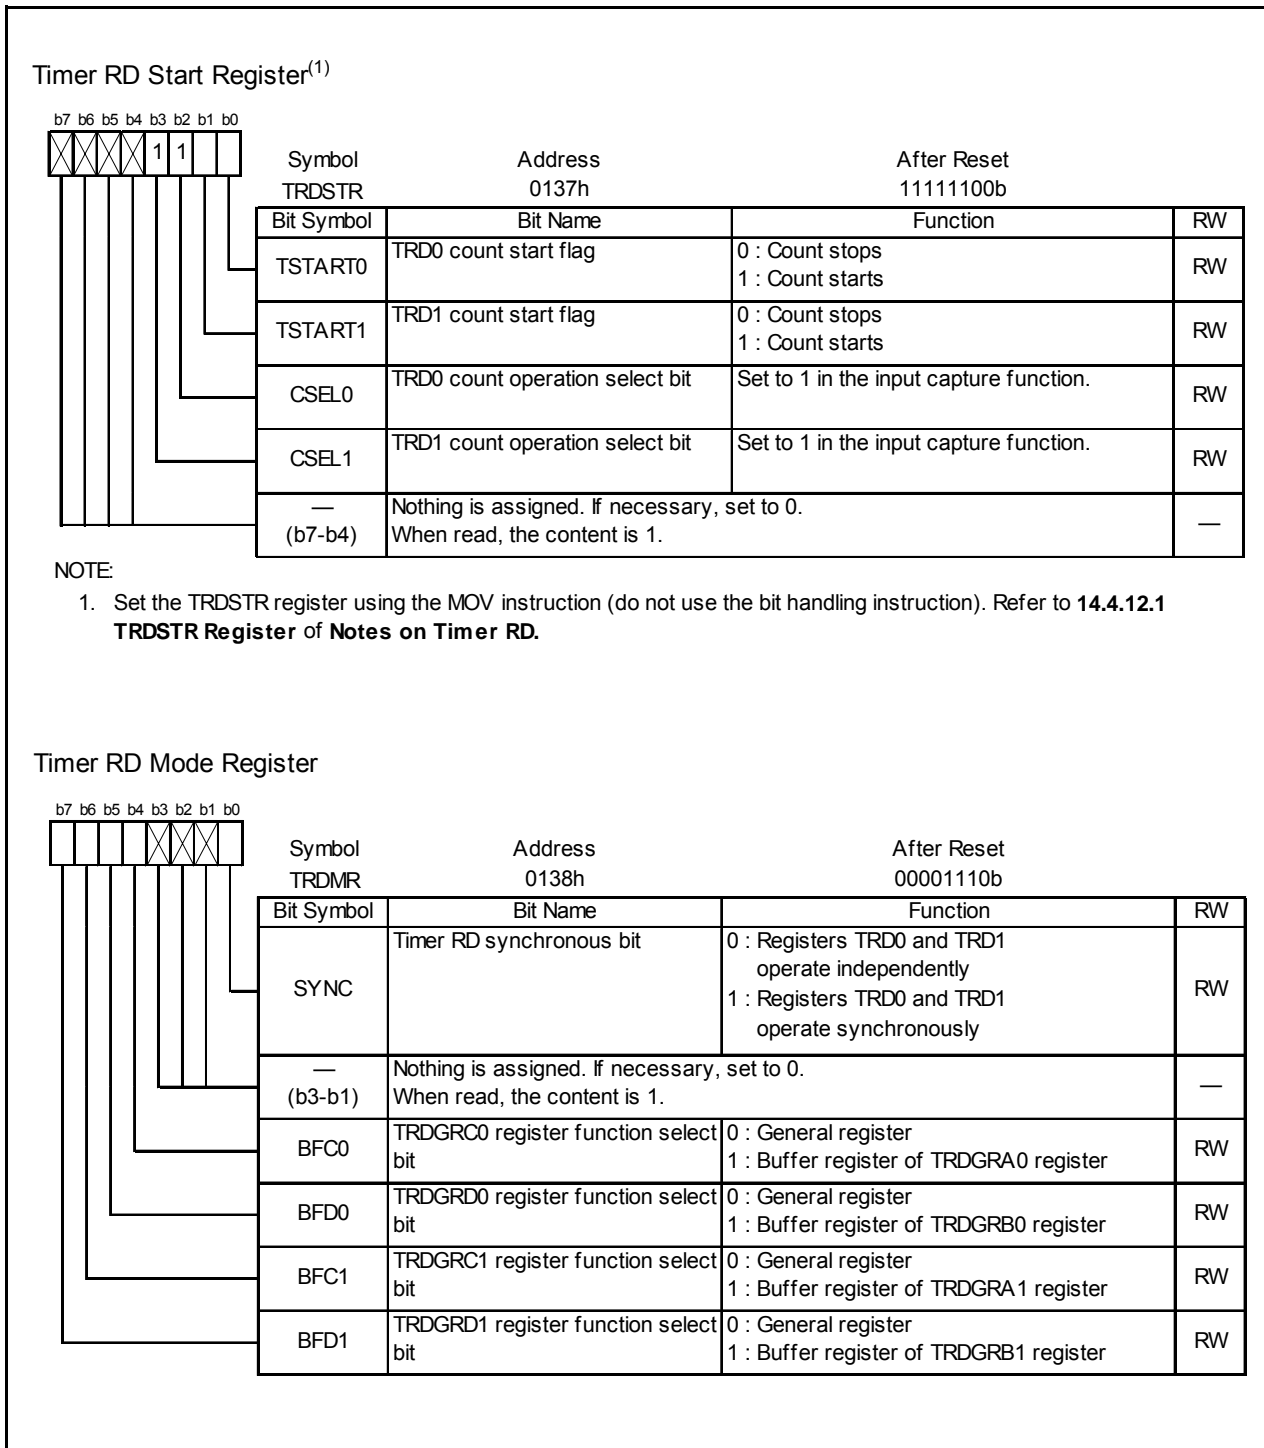 Timer RD Start Register(1)
b7 b6 b5 b4 b3 b2 b1 b0
1 1
Symbol Address After Reset
TRDSTR 0137h 11111100b
Bit Symbol Bit Name Function RW
TSTART0 TRD0 count start flag 0 : Count stops RW
1 : Count starts
TSTART1 TRD1 count start flag 0 : Count stops RW
1 : Count starts
CSEL0 TRD0 count operation select bit Set to 1 in the input capture function. RW
CSEL1 TRD1 count operation select bit Set to 1 in the input capture function. RW
— Nothing is assigned. If necessary, set to 0. —
(b7-b4) When read, the content is 1.
NOTE:
1. Set the TRDSTR register using the MOV instruction (do not use the bit handling instruction). Refer to 14.4.12.1
TRDSTR Register of Notes on Timer RD.
Timer RD Mode Register
b7 b6 b5 b4 b3 b2 b1 b0
Symbol Address After Reset
TRDMR 0138h 00001110b
Bit Symbol Bit Name Function RW
SYNC Timer RD synchronous bit 0 : Registers TRD0 and TRD1 RW
operate independently
1 : Registers TRD0 and TRD1
operate synchronously
— Nothing is assigned. If necessary, set to 0. —
(b3-b1) When read, the content is 1.
BFC0 TRDGRC0 register function select 0 : General register RW
bit 1 : Buffer register of TRDGRA0 register
BFD0 TRDGRD0 register function select 0 : General register RW
bit 1 : Buffer register of TRDGRB0 register
BFC1 TRDGRC1 register function select 0 : General register RW
bit 1 : Buffer register of TRDGRA1 register
BFD1 TRDGRD1 register function select 0 : General register RW
bit 1 : Buffer register of TRDGRB1 register